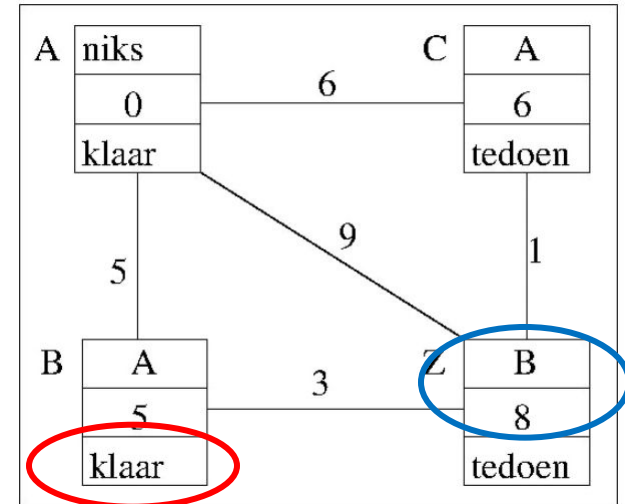 A niks C A
0 6 6
klaar tedoen
9
5 1
B A Z B
5 3 8
klaar tedoen